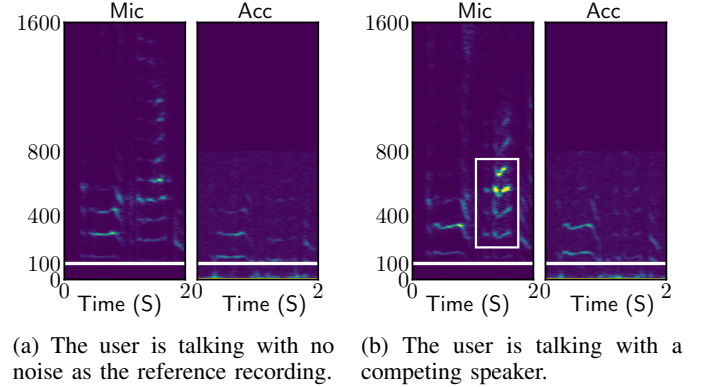 Mic Acc Mic Acc
1600 1600
800 800
400 400
100 100
0 0
0 20 2 0 20 2
Time (S) Time (S) Time (S) Time (S)
(a) The user is talking with no
noise as the reference recording.
(b) The user is talking with a
competing speaker.